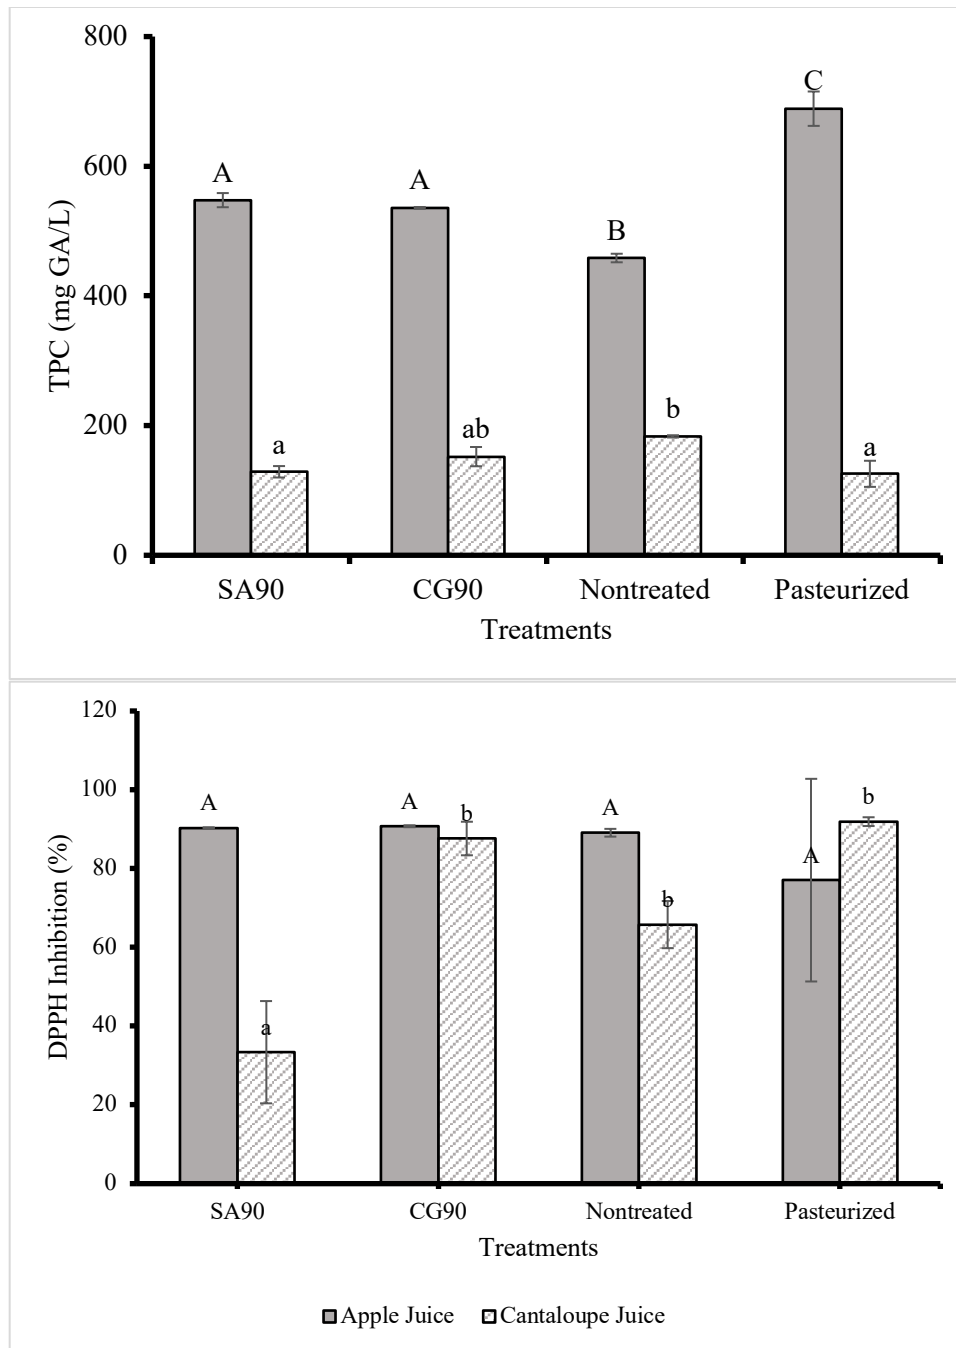 800
600
400
200
0
TPC (mg GA/L)
A
a
A
ab
B
b
C
a
SA90 CG90 Nontreated Pasteurized
Treatments
120
100
80
60
40
20
0
DPPH Inhibition (%)
A
a
A
b
A
b
A
b
SA90 CG90 Nontreated Pasteurized
Treatments
Apple Juice Cantaloupe Juice